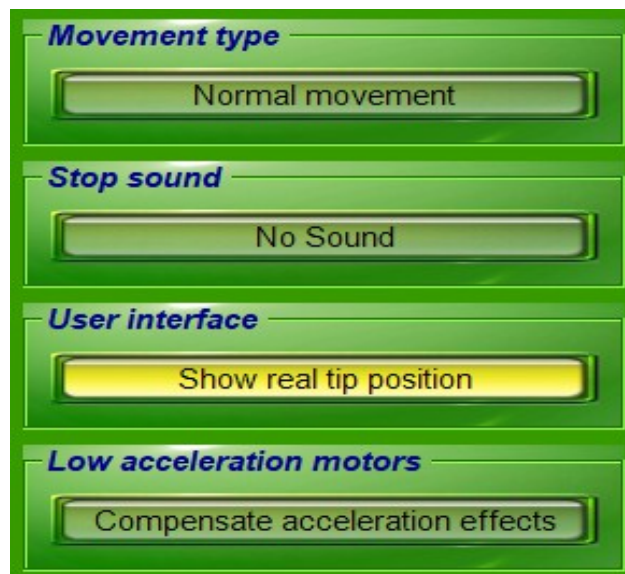 Movement type
Normal movement
Stop sound
No Sound
User interface
Show real tip position
Low acceleration motors
Compensate acceleration effects